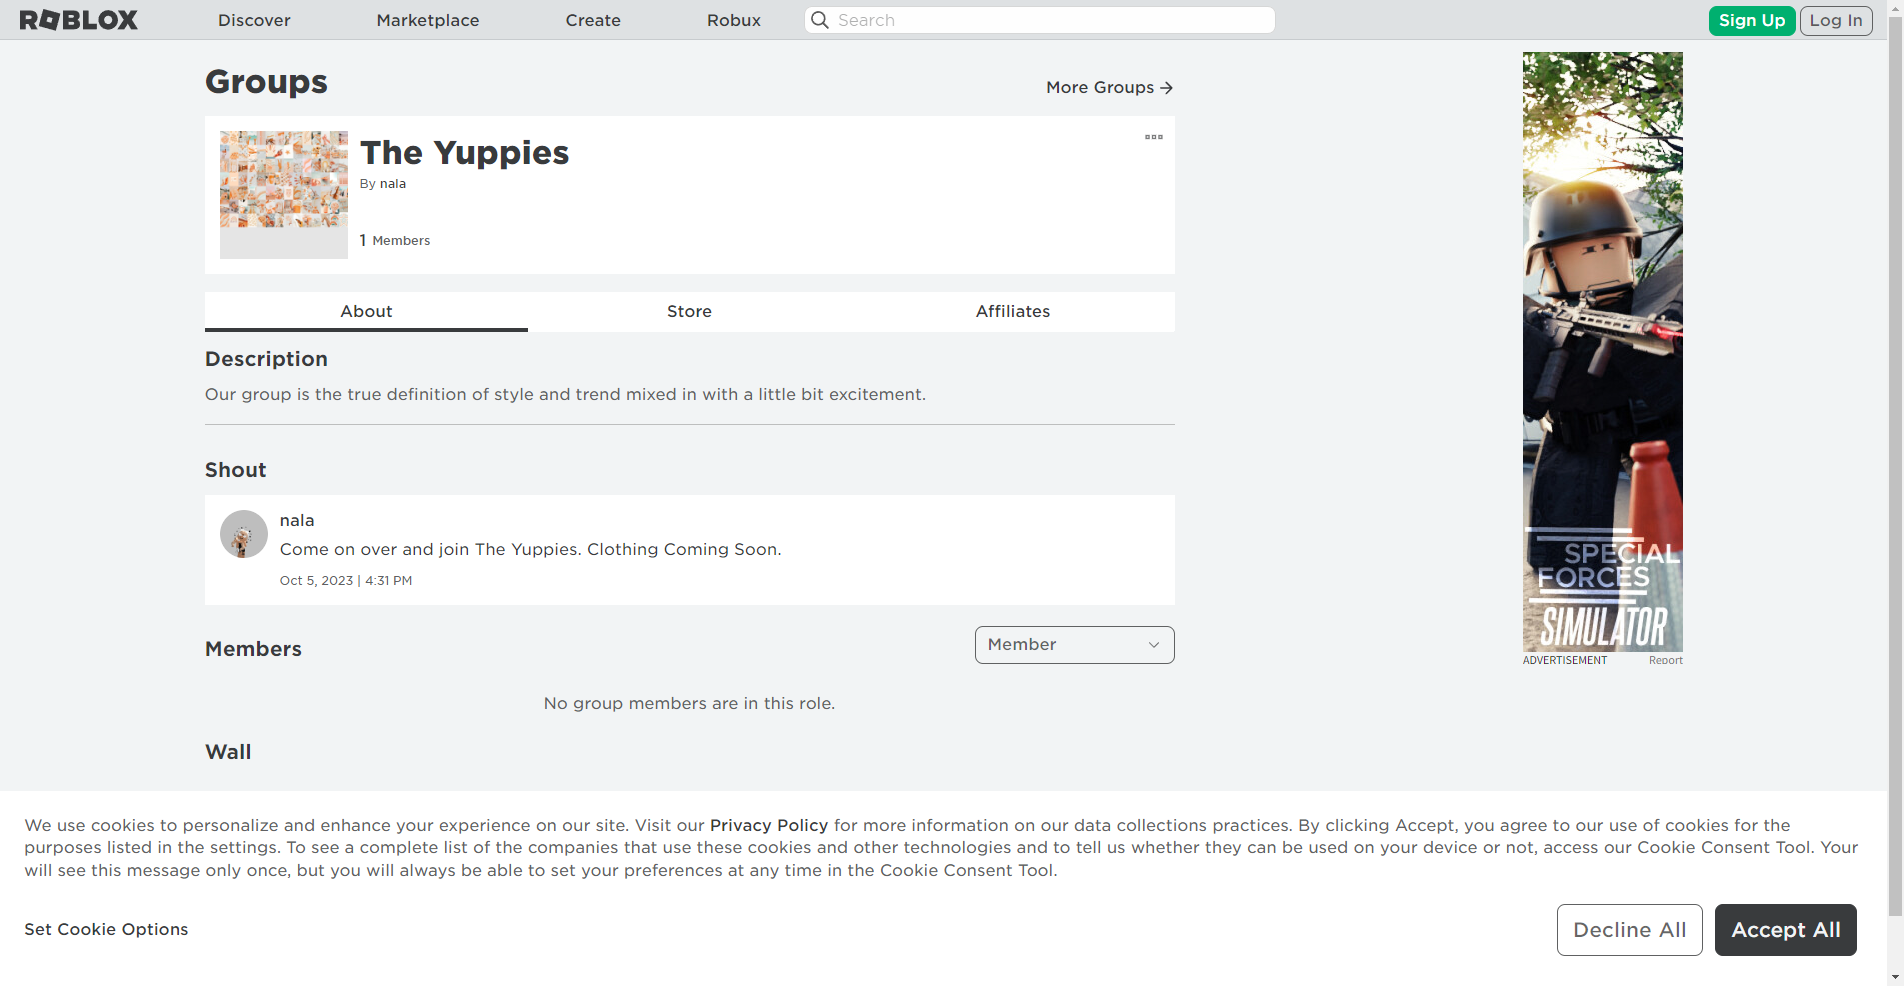 ROBLOX
Discover
Marketplace
Create
Robux
Search
Sign Up
Log In
Groups
More Groups
The Yuppies
By nala
1 Members
About
Store
Affiliates
Description
Our group is the true definition of style and trend mixed in with a little bit excitement.
Shout
nala
Come on over and join The Yuppies. Clothing Coming Soon.
Oct 5, 2023 | 4:31 PM
Members
Member
No group members are in this role.
Wall
SPECIAL
FORCES
SIMULATOR
ADVERTISEMENT
Report
We use cookies to personalize and enhance your experience on our site. Visit our Privacy Policy for more information on our data collections practices. By clicking Accept, you agree to our use of cookies for the
purposes listed in the settings. To see a complete list of the companies that use these cookies and other technologies and to tell us whether they can be used on your device or not, access our Cookie Consent Tool. Your
will see this message only once, but you will always be able to set your preferences at any time in the Cookie Consent Tool.
Set Cookie Options
Decline All
Accept All